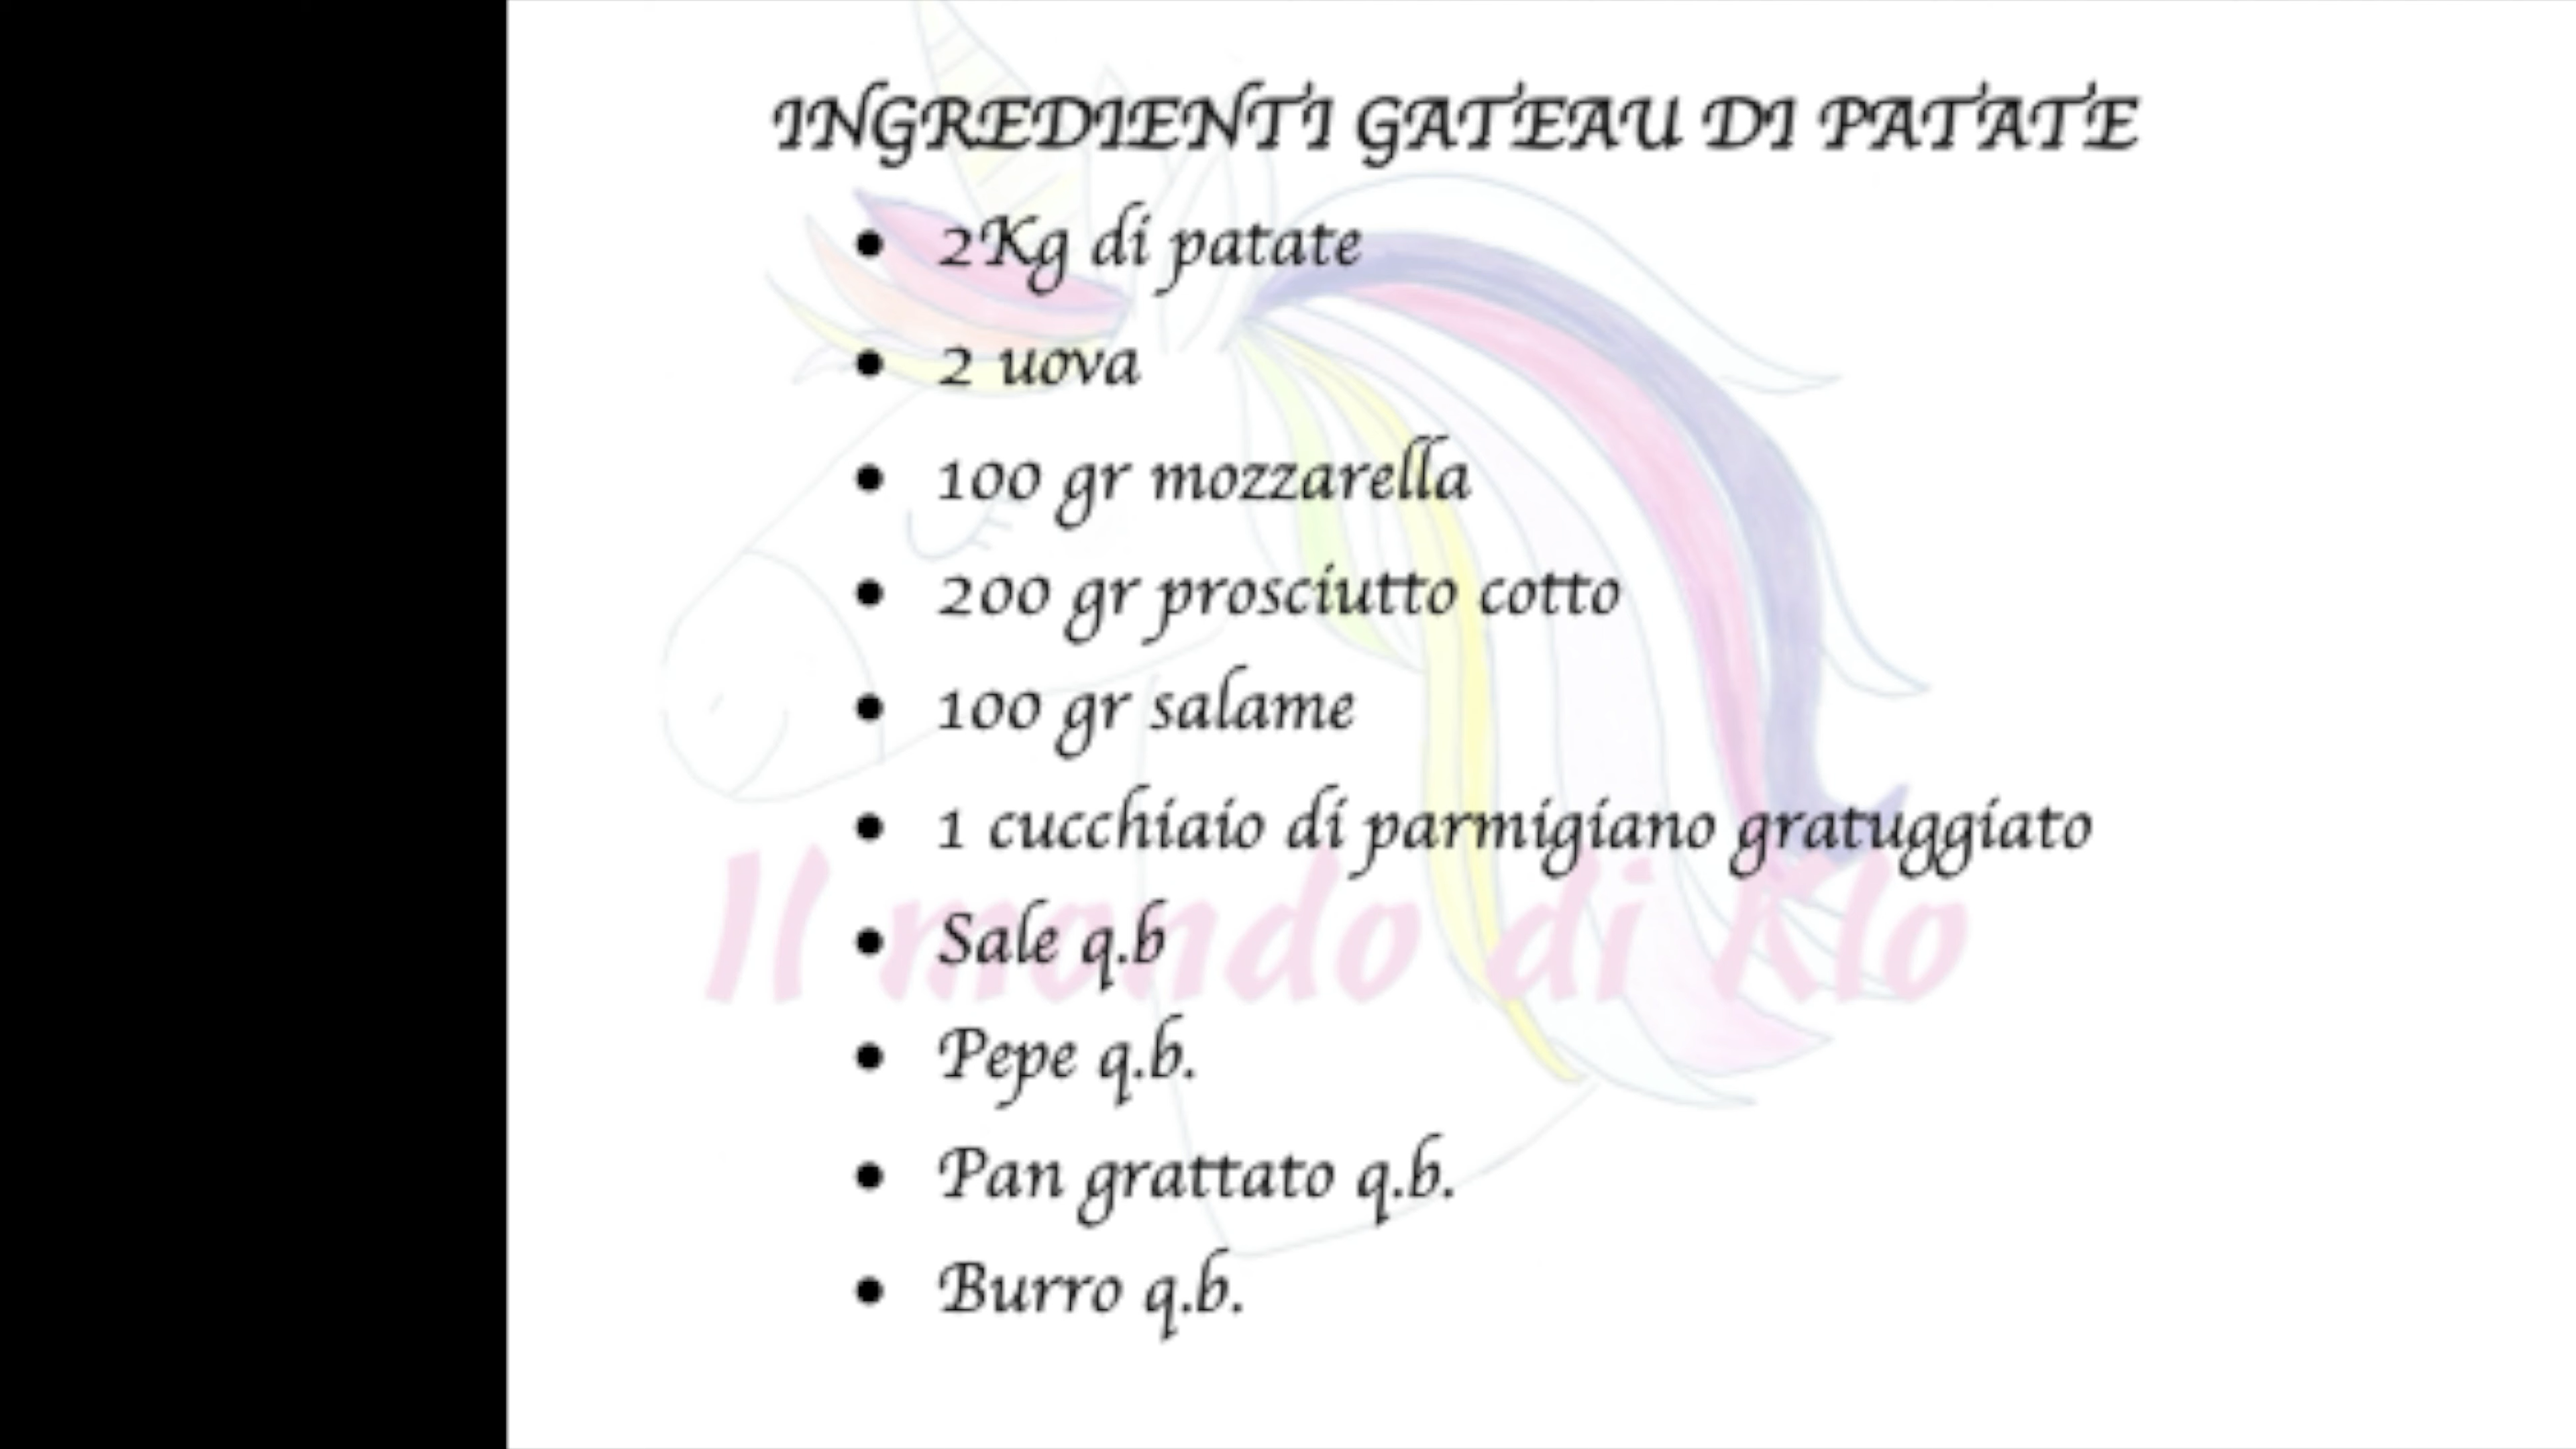 INGREDIENTI GATEAU DI PATATE
• 2Kg di patate
• 2 uova
• 100 gr mozzarella
• 200 gr prosciutto cotto
• 100 gr salame
• 1 cucchiaio di parmigiano gratuggiato
• Sale q.b
• Pepe q.b.
• Pan grattato q.b.
• Burro q.b.
Il mondo di Klo